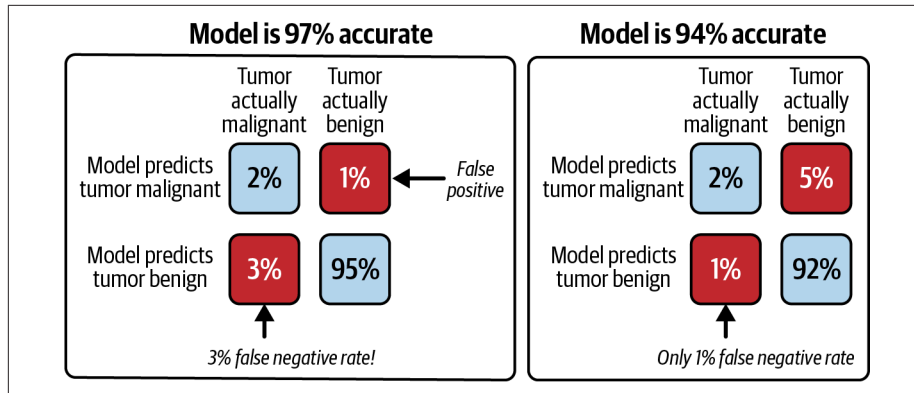 Model is 97% accurate
Tumor
actually
malignant
Tumor
actually
benign
Model predicts
tumor malignant
2%
1%
False
positive
Model predicts
tumor benign
3%
95%
3% false negative rate!
Model is 94% accurate
Tumor
actually
malignant
Tumor
actually
benign
Model predicts
tumor malignant
2%
5%
Model predicts
tumor benign
1%
92%
Only 1% false negative rate